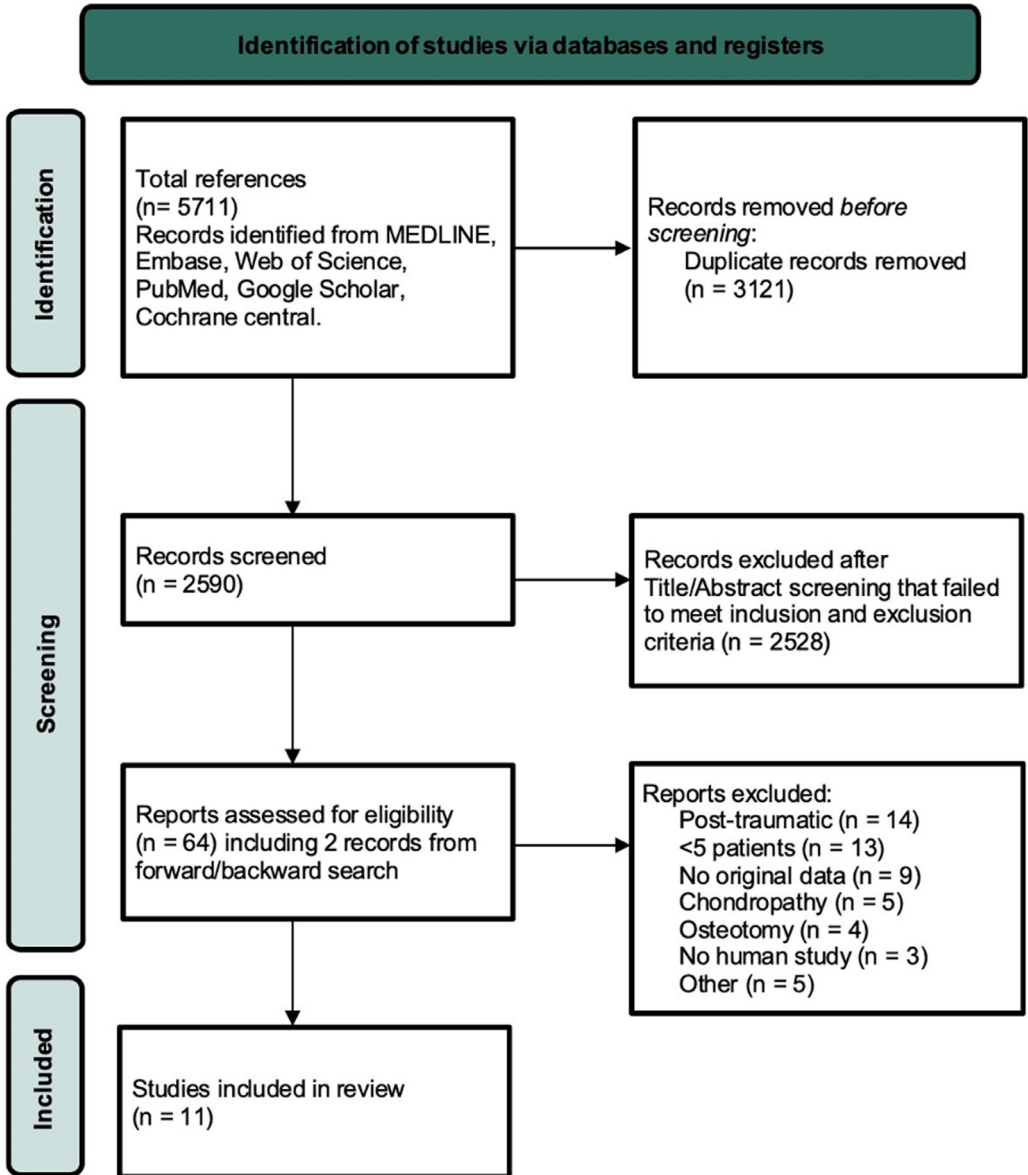 Identification of studies via databases and registers
Identification
Total references
(n= 5711)
Records identified from MEDLINE,
Embase, Web of Science,
PubMed, Google Scholar,
Cochrane central.
Records removed before
screening:
Duplicate records removed
(n = 3121)
Screening
Records screened
(n = 2590)
Records excluded after
Title/Abstract screening that failed
to meet inclusion and exclusion
criteria (n = 2528)
Reports assessed for eligibility
(n = 64) including 2 records from
forward/backward search
Reports excluded:
Post-traumatic (n = 14)
<5 patients (n = 13)
No original data (n = 9)
Chondropathy (n = 5)
Osteotomy (n = 4)
No human study (n = 3)
Other (n = 5)
Included
Studies included in review
(n = 11)